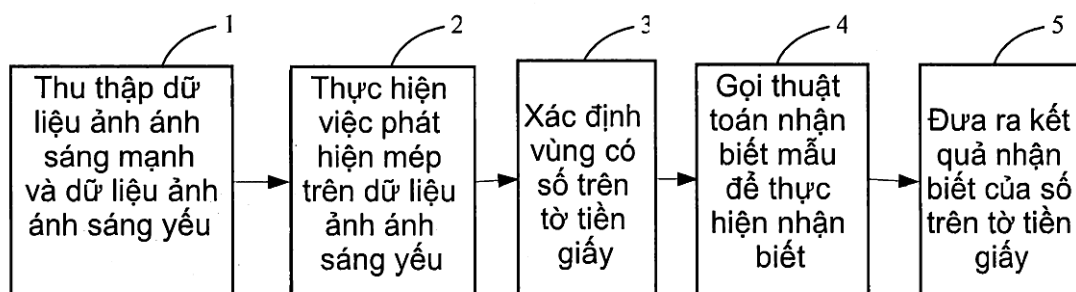 1
Thu thập dữ
liệu ảnh ánh
sáng mạnh
và dữ liệu ảnh
ánh sáng yếu
2
Thực hiện
việc phát
hiện mép
trên dữ liệu
ảnh ánh
sáng yếu
3
Xác định
vùng có
số trên
tờ tiền
giấy
4
Gọi thuật
toán nhận
biết mẫu
để thực
hiện nhận
biết
5
Đưa ra kết
quả nhận
biết của số
trên tờ tiền
giấy